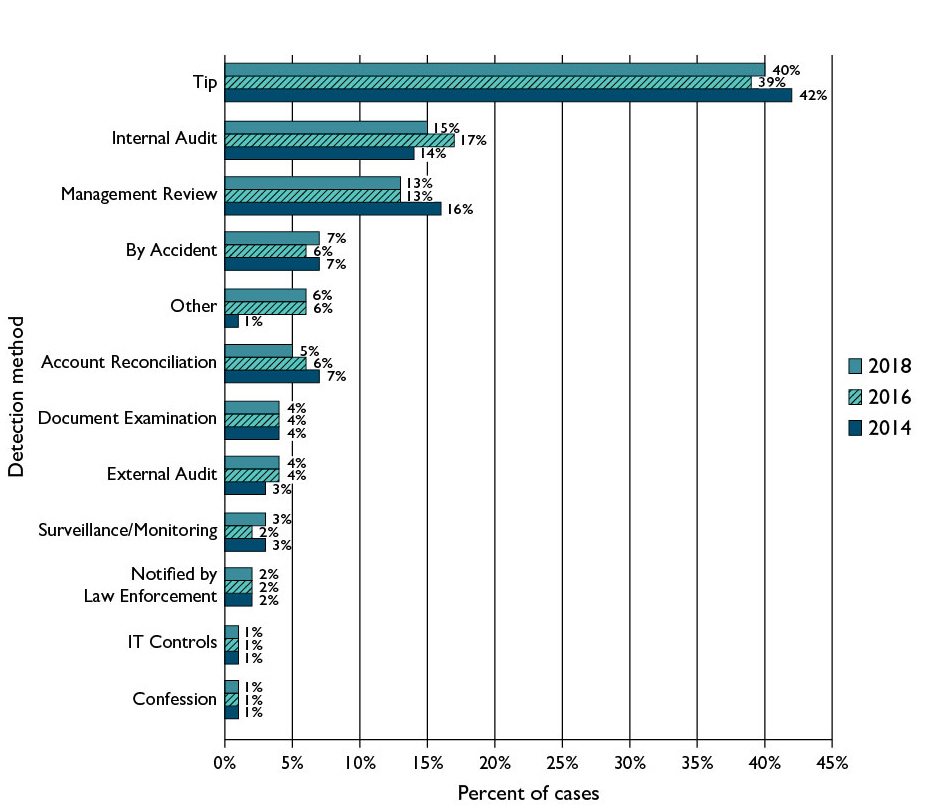 Tip
40%
39%
42%
Internal Audit
15%
17%
14%
Management Review
13%
13%
16%
By Accident
7%
6%
7%
Other
6%
6%
1%
Account Reconciliation
5%
6%
7%
Document Examination
4%
4%
4%
External Audit
4%
4%
3%
Surveillance/Monitoring
3%
2%
3%
Notified by
Law Enforcement
2%
2%
2%
IT Controls
1%
1%
1%
Confession
1%
1%
1%
Detection method
0% 5% 10% 15% 20% 25% 30% 35% 40% 45%
Percent of cases
2018
2016
2014